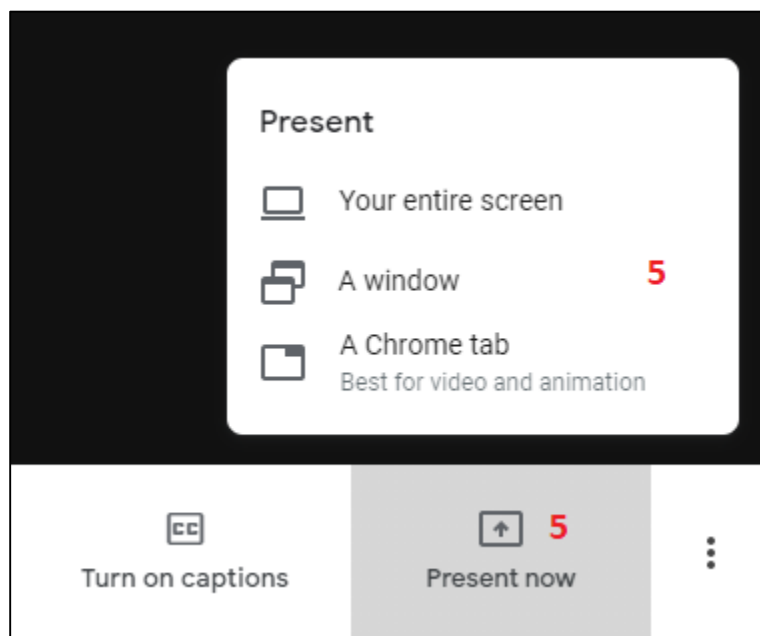 Present
Your entire screen
A window 5
A Chrome tab
Best for video and animation
CC
Turn on captions
5
Present now